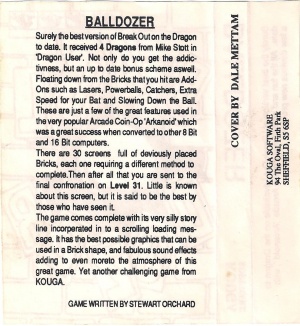 BALLDOZER
Surely the best version of Break Out on the Dragon
to date. It received 4 Dragons from Mike Stott in
'Dragon User'. Not only do you get the addic-
tivness, but an up to date bonus scheme aswell.
Floating down from the Bricks that you hit are Add-
Ons such as Lasers, Powerballs, Catchers, Extra
Speed for your Bat and Slowing Down the Ball.
These are just a few of the great features used in
the very popular Arcade Coin-Op 'Arkanoid' which
was a great success when converted to other 8 Bit
and 16 Bit computers.
There are 30 screens full of deviously placed
Bricks, each one requiring a different method to
complete.Then after all that you are sent to the
final confronation on Level 31. Little is known
about this screen, but it is said to be the best by
those who have seen it.
The game comes complete with its very silly story
line incorperated in to a scrolling loading mes-
sage. It has the best possible graphics that can be
used in a Brick shape, and fabulous sound effects
adding to even moreto the atmosphere of this
great game. Yet another challenging game from
KOUGA.
GAME WRITTEN BY STEWART ORCHARD
COVER BY DALE METTAM
KOUGA SOFTWARE
94 The Oval, Firth Park
SHEFFIELD, S5 6SP